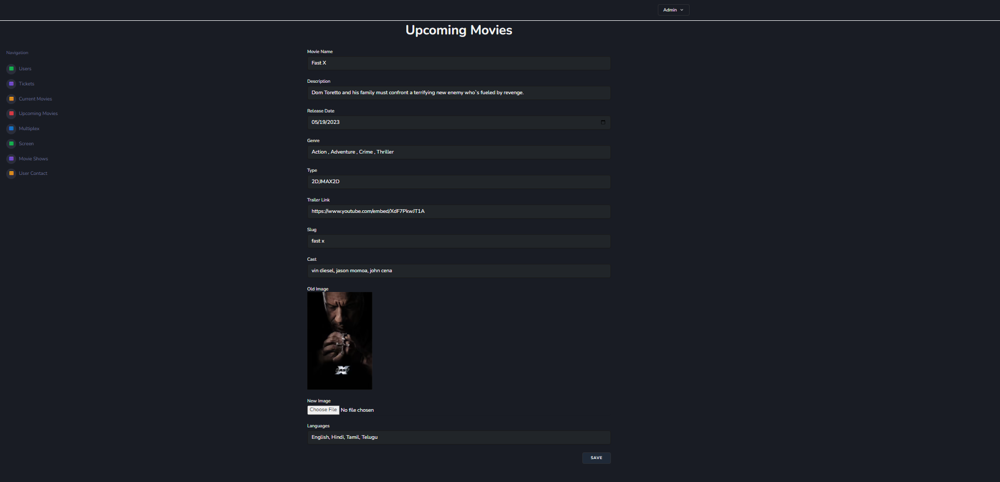 Admin
Upcoming Movies
Navigation
Users
Tickets
Current Movies
Upcoming Movies
Multiplex
Screen
Movie Shows
User Contact
Movie Name
Fast X
Description
Dom Toretto and his family must confront a terrifying new enemy who`s fueled by revenge.
Release Date
05/19/2023
Genre
Action , Adventure , Crime , Thriller
Type
2D,IMAX2D
Trailer Link
https://www.youtube.com/embed/XdF7PkwJT1A
Slug
fast x
Cast
vin diesel, jason momoa, john cena
Old Image
FAST X
New Image
Choose File No file chosen
Languages
English, Hindi, Tamil, Telugu
SAVE